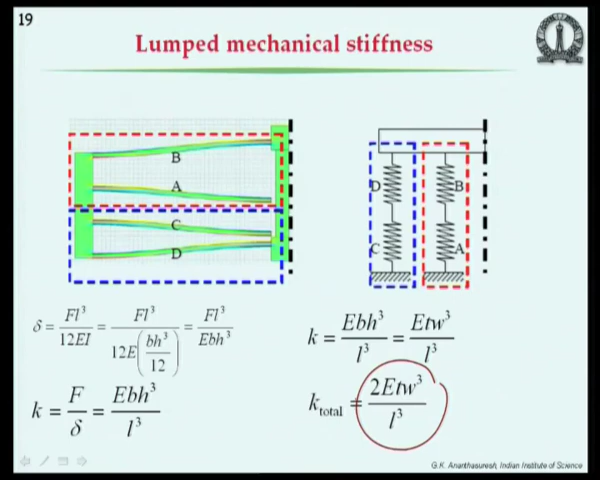 19
Lumped mechanical stiffness
B
A
C
D
D
B
C
A
δ = Fl³/12EI = Fl³/12E(bh³/12) = Fl³/Ebh³
k = F/δ = Ebh³/l³
k = Ebh³/l³ = Etw³/l³
k_total = 2Etw³/l³
G.K. Ananthasuresh, Indian Institute of Science